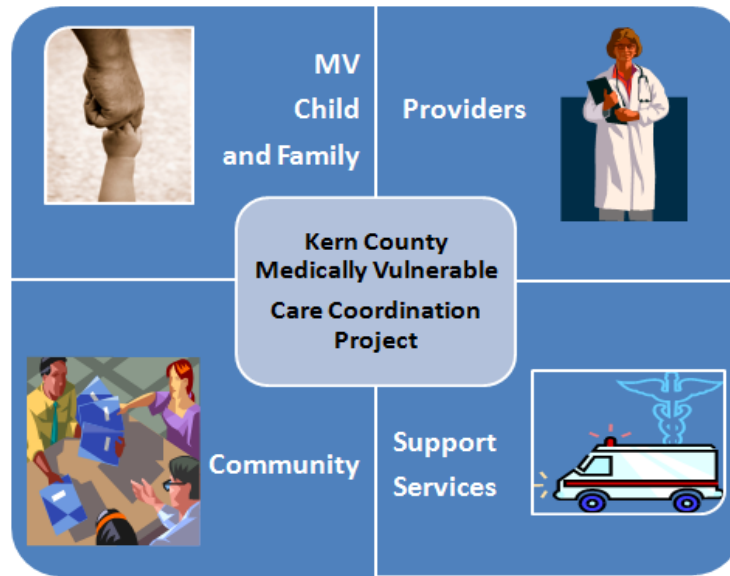 MV
Child
and Family
Providers
Kern County
Medically Vulnerable
Care Coordination
Project
Community
Support
Services